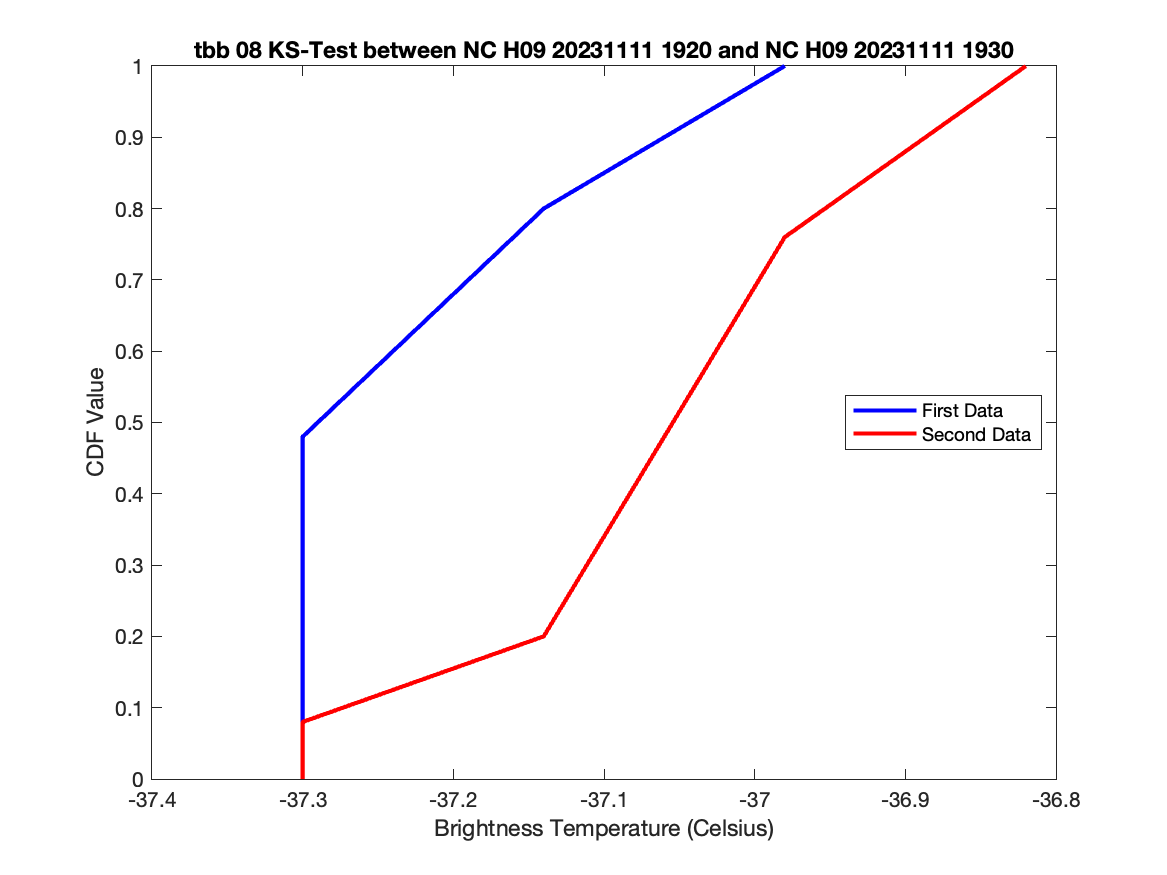 tbb 08 KS-Test between NC H09 20231111 1920 and NC H09 20231111 1930
1
0.9
0.8
0.7
0.6
0.5
0.4
0.3
0.2
0.1
0
CDF Value
First Data
Second Data
-37.4 -37.3 -37.2 -37.1 -37 -36.9 -36.8
Brightness Temperature (Celsius)